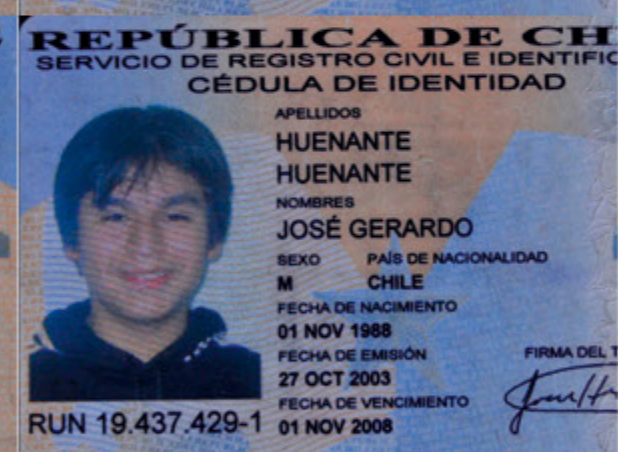 REPÚBLICA DE CH
SERVICIO DE REGISTRO CIVIL E IDENTIFIC
CÉDULA DE IDENTIDAD
APELLIDOS
HUENANTE
HUENANTE
NOMBRES
JOSÉ GERARDO
SEXO PAÍS DE NACIONALIDAD
M CHILE
FECHA DE NACIMIENTO
01 NOV 1988
FECHA DE EMISIÓN FIRMA DEL T
27 OCT 2003
FECHA DE VENCIMIENTO
RUN 19.437.429-1 01 NOV 2008